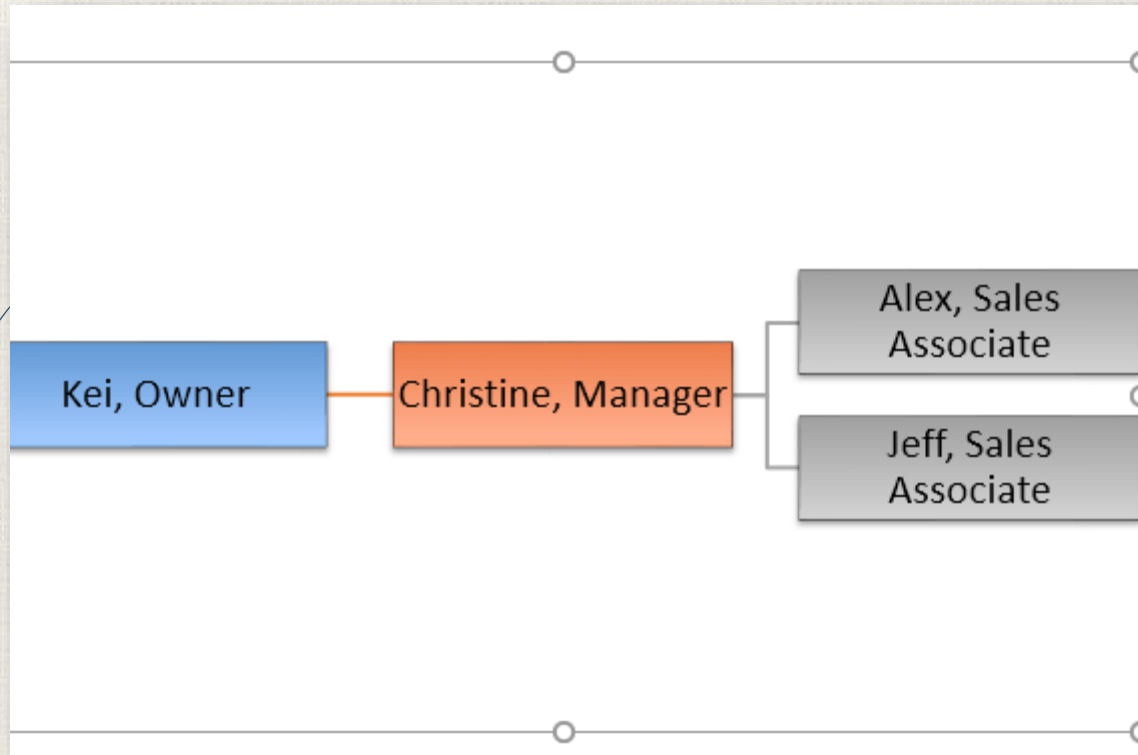 Kei, Owner
Christine, Manager
Alex, Sales
Associate
Jeff, Sales
Associate